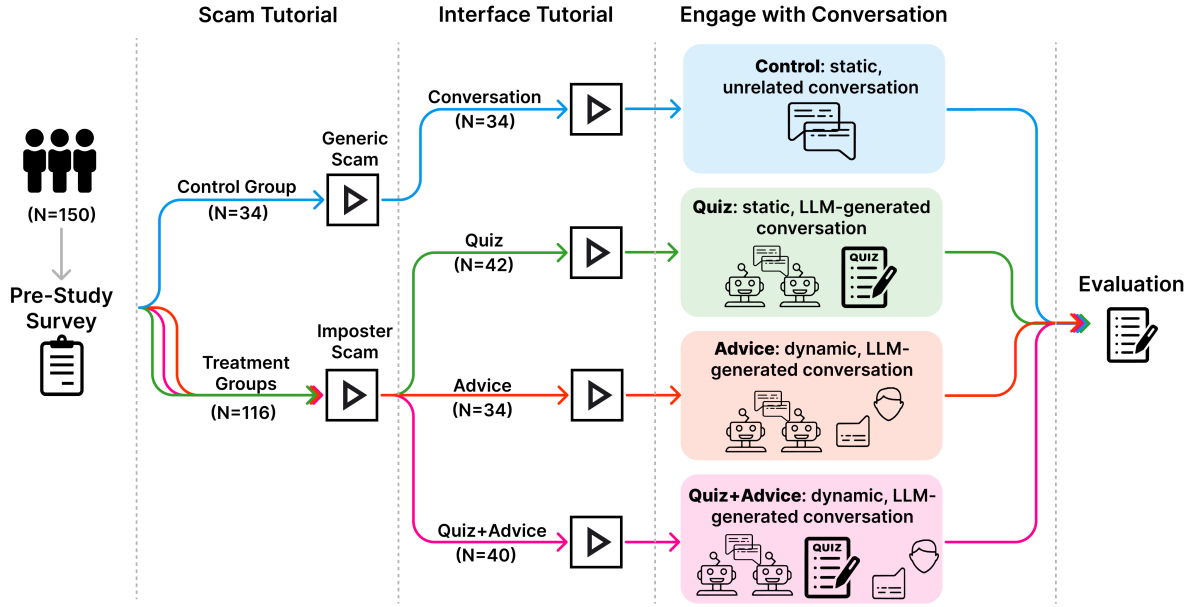 Scam Tutorial
Interface Tutorial
Engage with Conversation
(N=150)
Pre-Study
Survey
Control Group
(N=34)
Generic
Scam
Treatment
Groups
(N=116)
Imposter
Scam
Conversation
(N=34)
Quiz
(N=42)
Advice
(N=34)
Quiz+Advice
(N=40)
Control: static,
unrelated conversation
Quiz: static, LLM-generated
conversation
QUIZ
Advice: dynamic, LLM-
generated conversation
Quiz+Advice: dynamic, LLM-
generated conversation
QUIZ
Evaluation